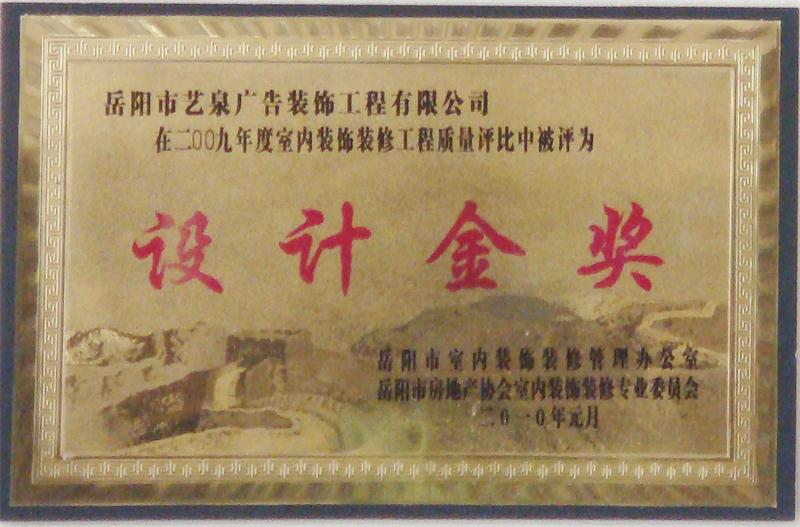 岳阳市艺泉广告装饰工程有限公司
在二00九年度室内装饰装修工程质量评比中被评为
设计金奖
岳阳市室内装饰装修管理办公室
岳阳市房地产协会室内装饰装修专业委员会
二0一0年元月